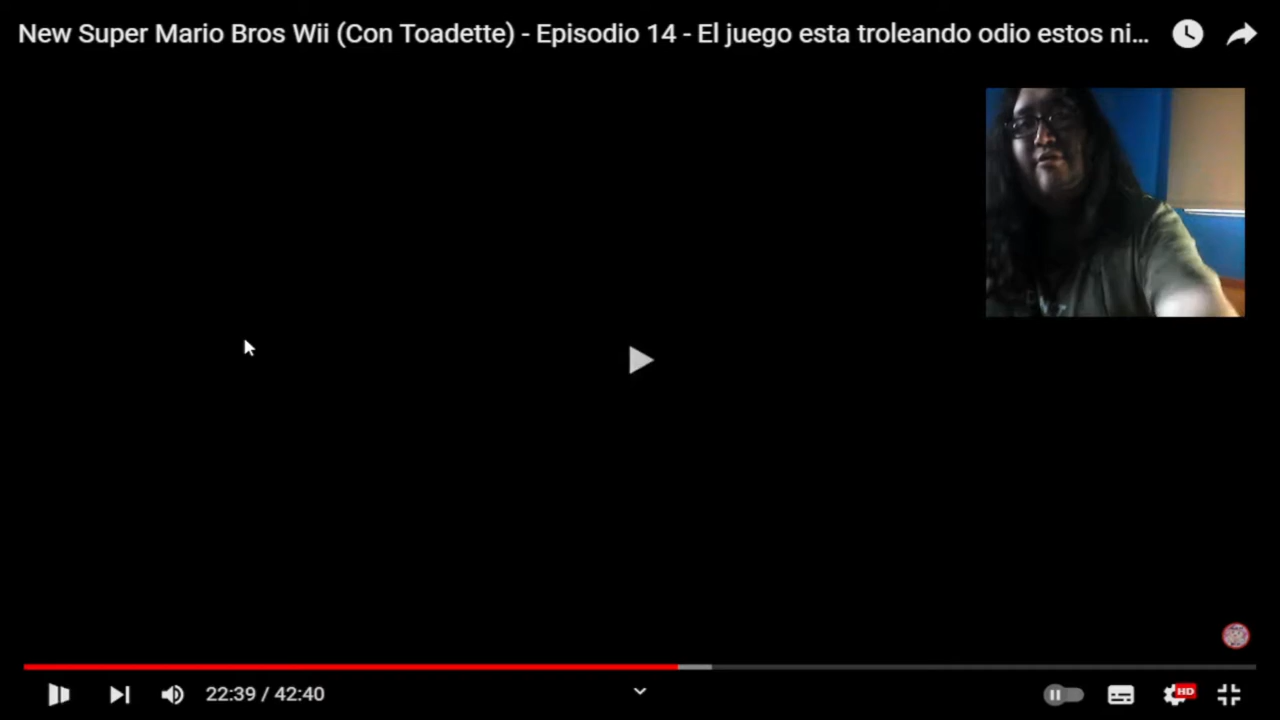 New Super Mario Bros Wii (Con Toadette) - Episodio 14 - El juego esta troleando odio estos ni...
22:39 / 42:40
HD